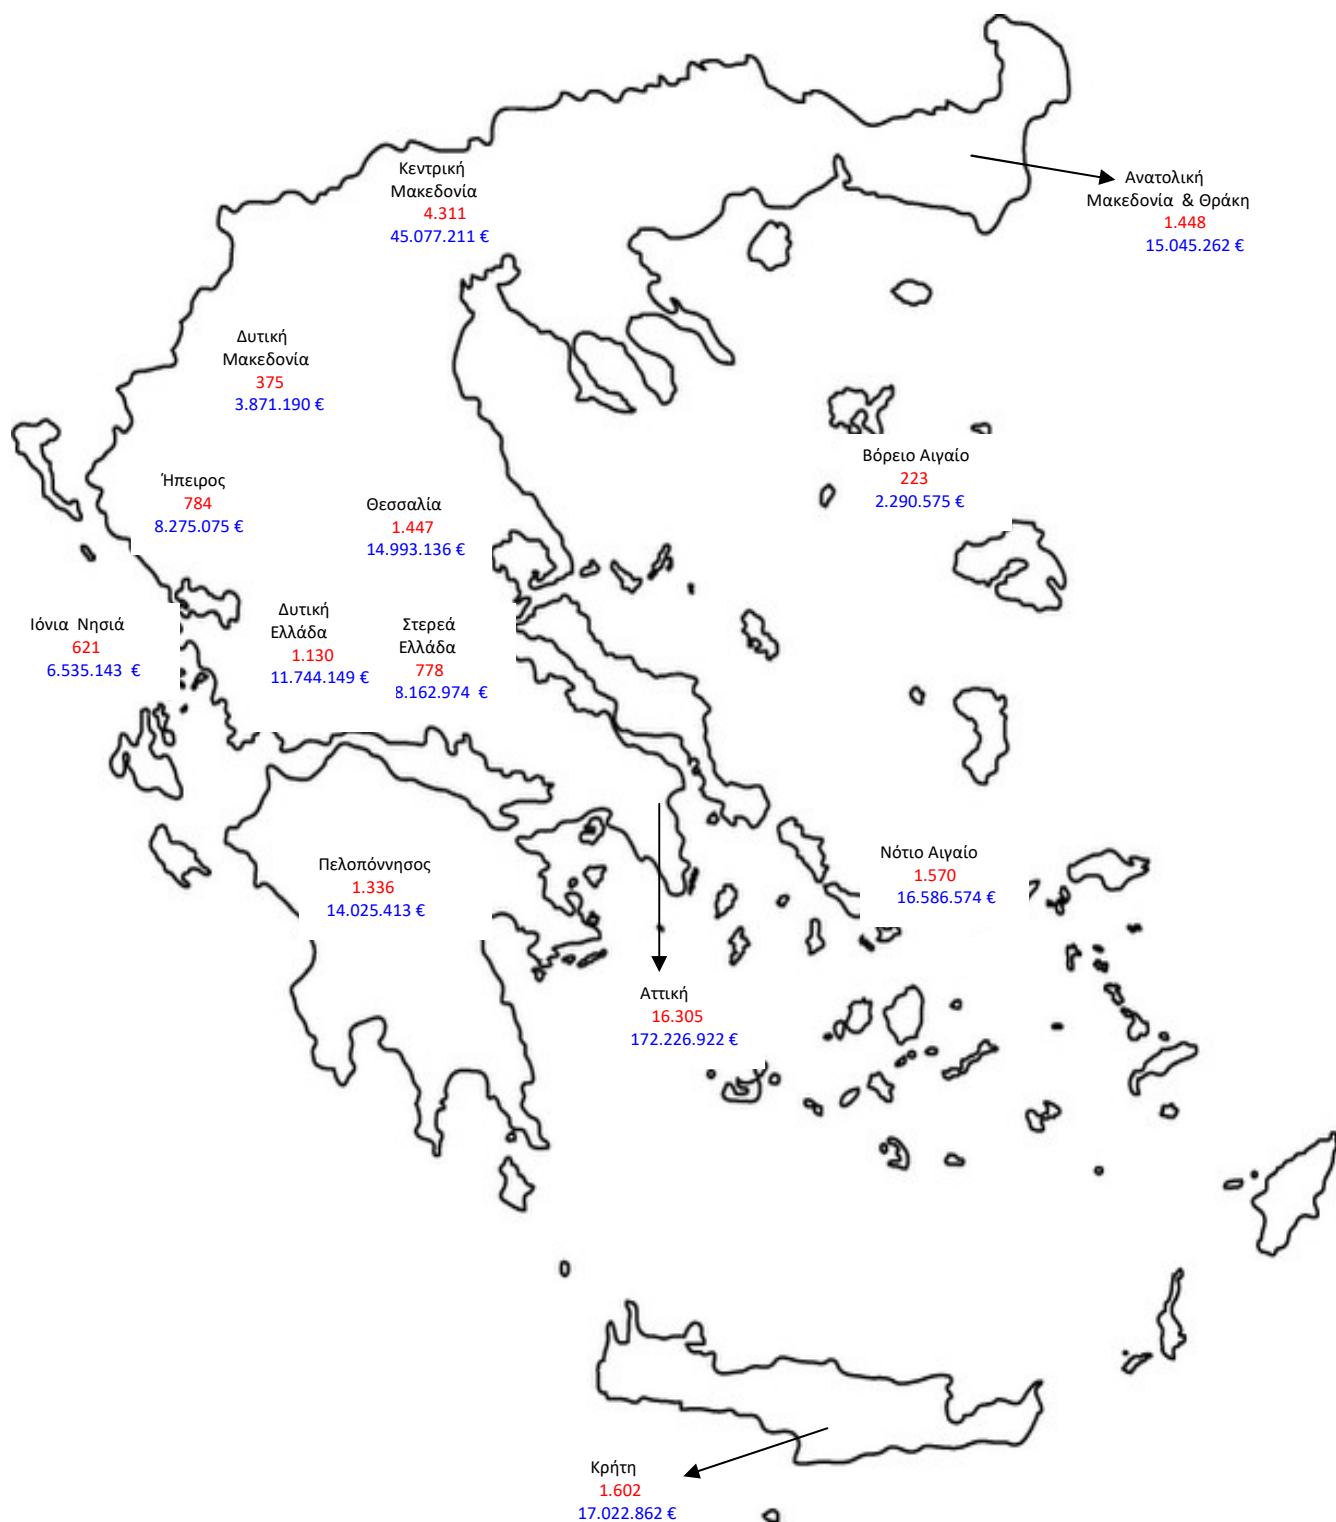 Κεντρική
Μακεδονία
4.311
45.077.211 €
Ανατολική
Μακεδονία & Θράκη
1.448
15.045.262 €
Δυτική
Μακεδονία
375
3.871.190 €
Βόρειο Αιγαίο
223
2.290.575 €
Ήπειρος
784
8.275.075 €
Θεσσαλία
1.447
14.993.136 €
Ιόνια Νησιά
621
6.535.143 €
Δυτική
Ελλάδα
1.130
11.744.149 €
Στερεά
Ελλάδα
778
8.162.974 €
Πελοπόννησος
1.336
14.025.413 €
Νότιο Αιγαίο
1.570
16.586.574 €
Αττική
16.305
172.226.922 €
Κρήτη
1.602
17.022.862 €